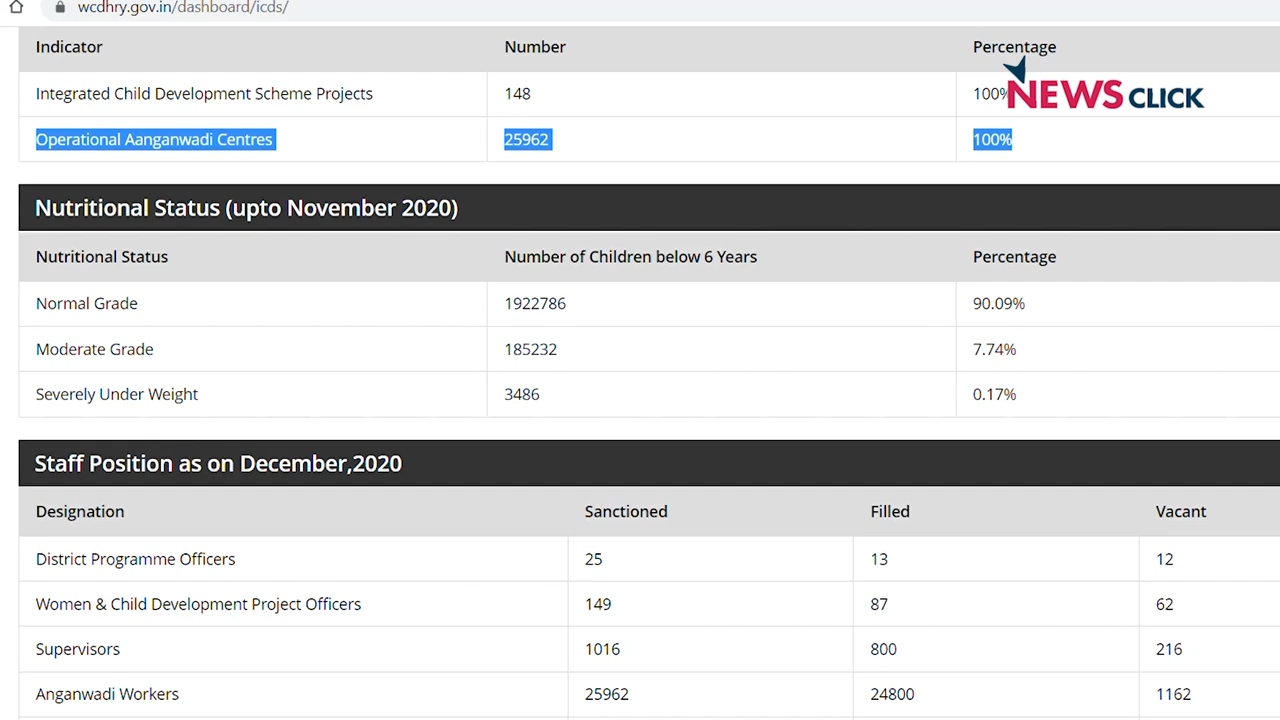 wcdhry.gov.in/dashboard/icds/
Indicator Number Percentage
Integrated Child Development Scheme Projects 148 100%
NEWS CLICK
Operational Aanganwadi Centres 25962 100%
Nutritional Status (upto November 2020)
Nutritional Status Number of Children below 6 Years Percentage
Normal Grade 1922786 90.09%
Moderate Grade 185232 7.74%
Severely Under Weight 3486 0.17%
Staff Position as on December,2020
Designation Sanctioned Filled Vacant
District Programme Officers 25 13 12
Women & Child Development Project Officers 149 87 62
Supervisors 1016 800 216
Anganwadi Workers 25962 24800 1162